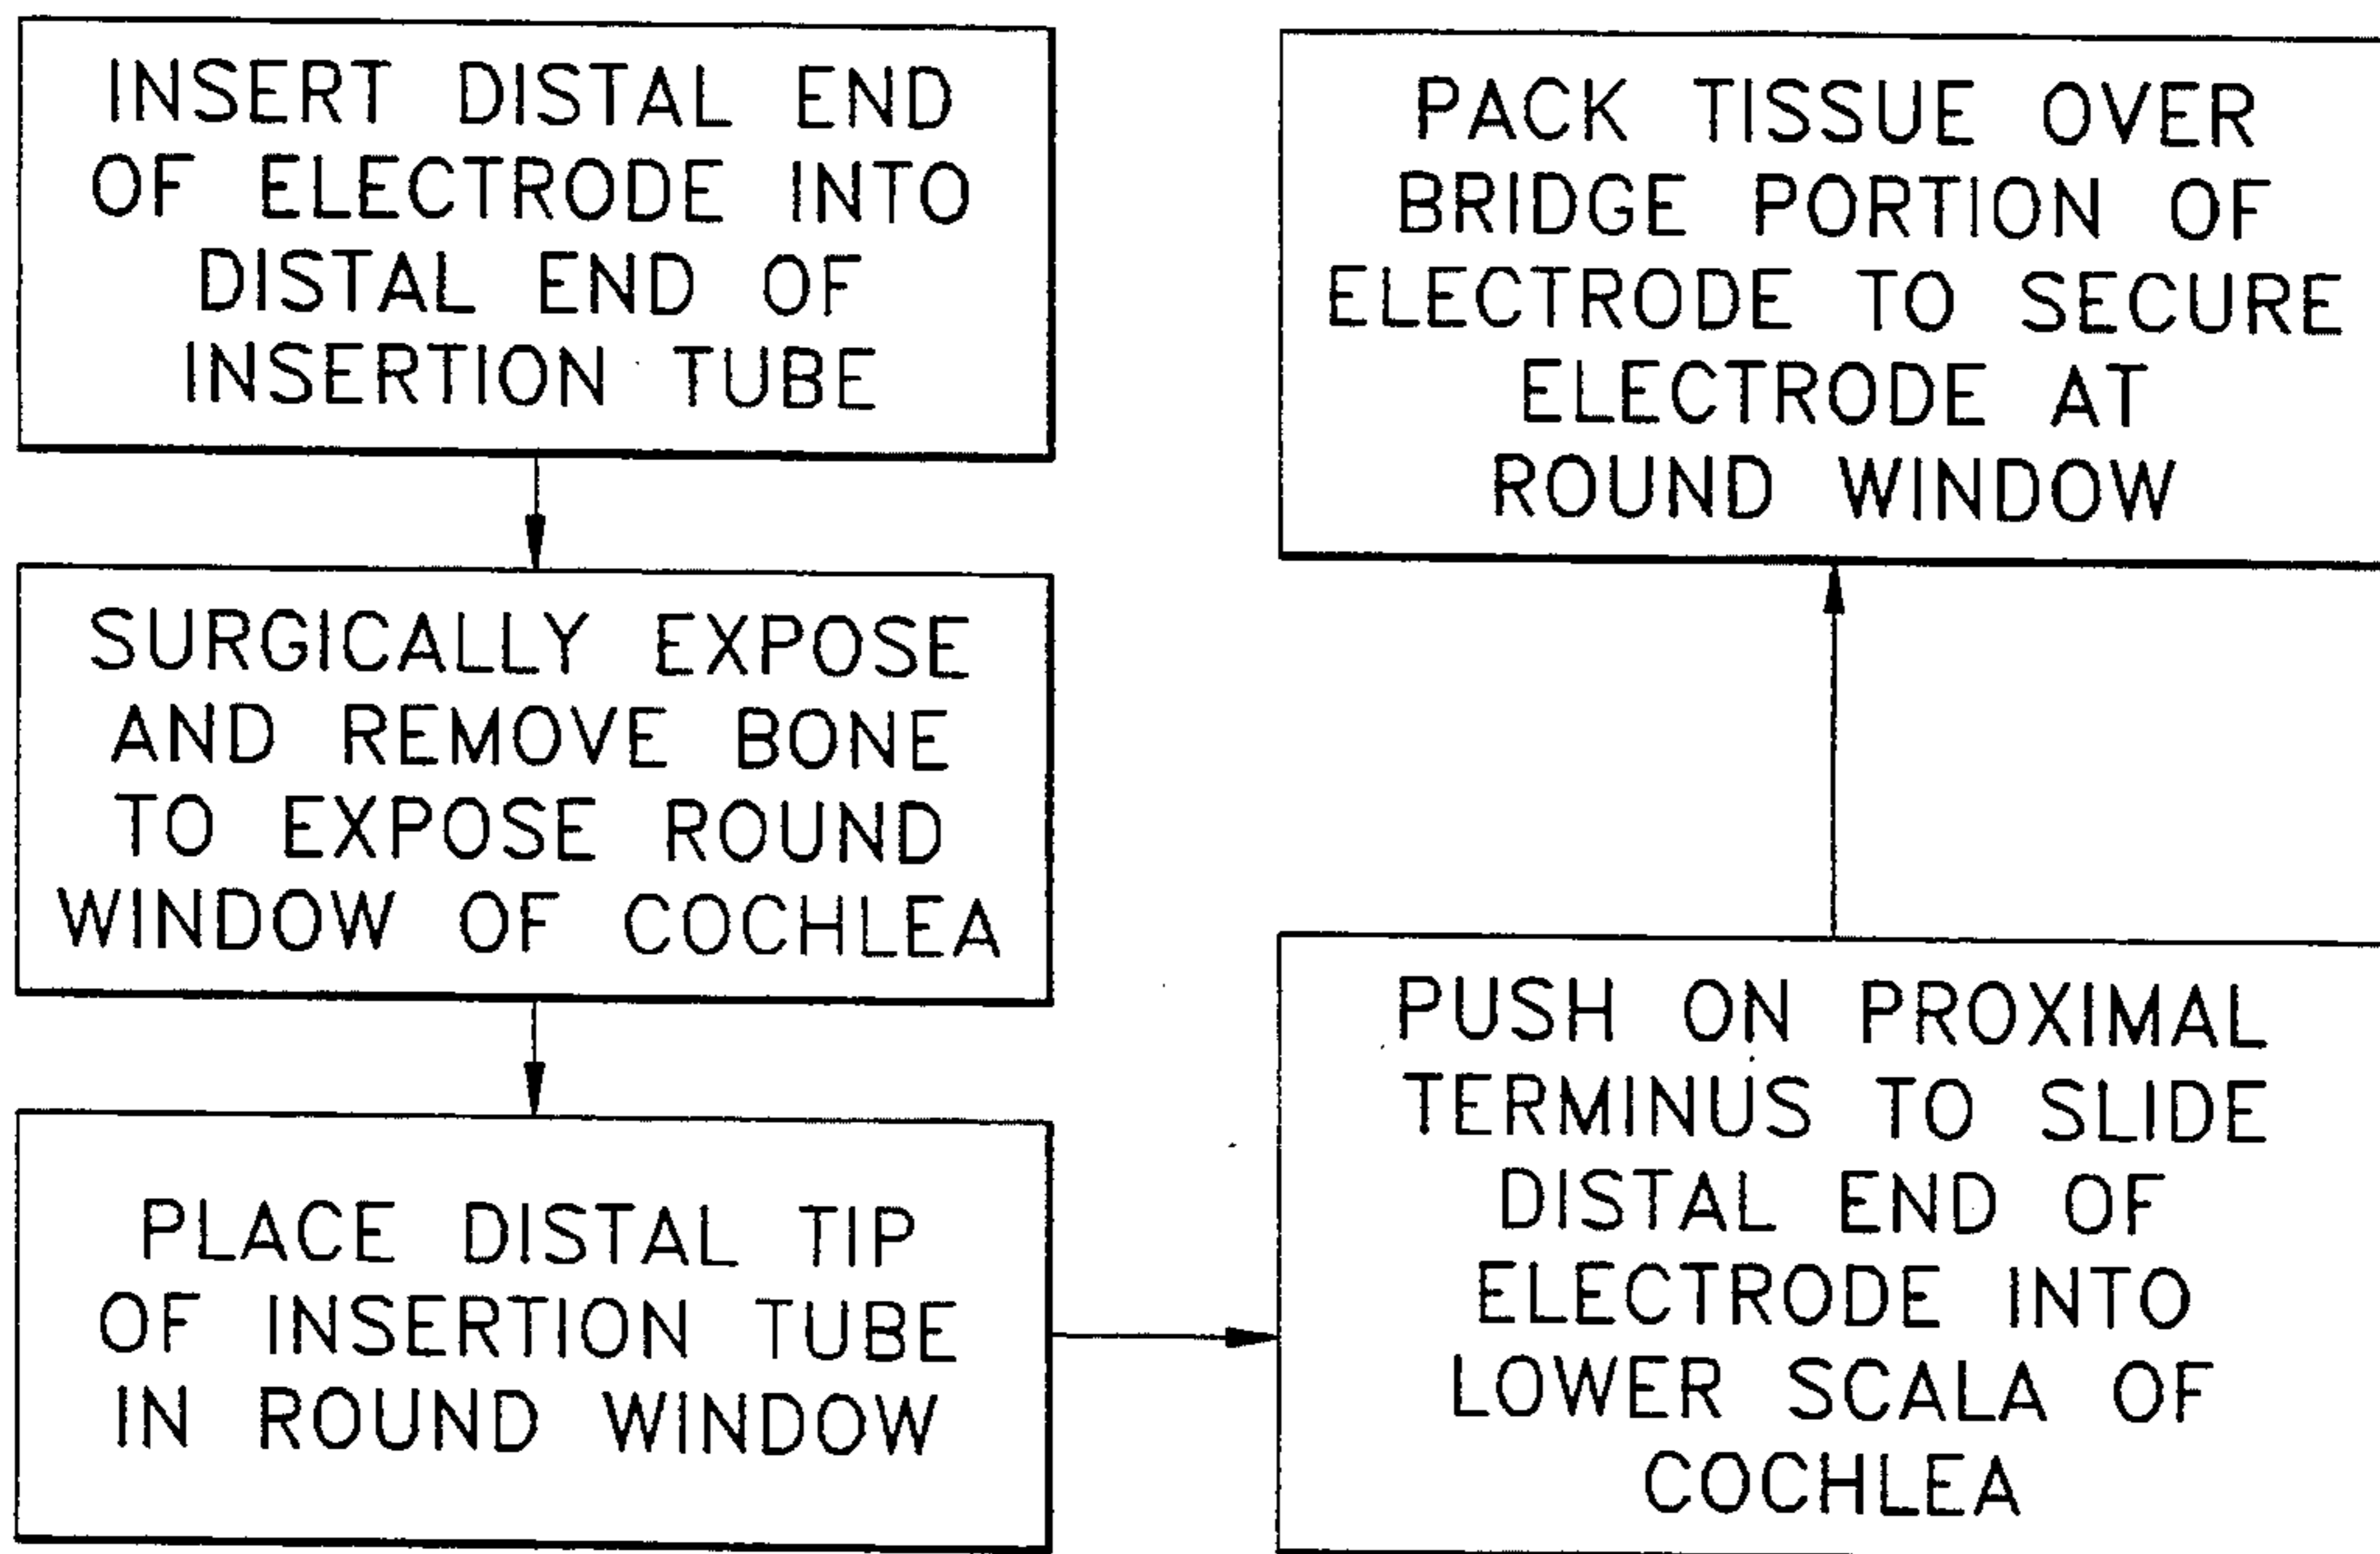 INSERT DISTAL END
OF ELECTRODE INTO
DISTAL END OF
INSERTION TUBE
SURGICALLY EXPOSE
AND REMOVE BONE
TO EXPOSE ROUND
WINDOW OF COCHLEA
PLACE DISTAL TIP
OF INSERTION TUBE
IN ROUND WINDOW
PUSH ON PROXIMAL
TERMINUS TO SLIDE
DISTAL END OF
ELECTRODE INTO
LOWER SCALA OF
COCHLEA
PACK TISSUE OVER
BRIDGE PORTION OF
ELECTRODE TO SECURE
ELECTRODE AT
ROUND WINDOW